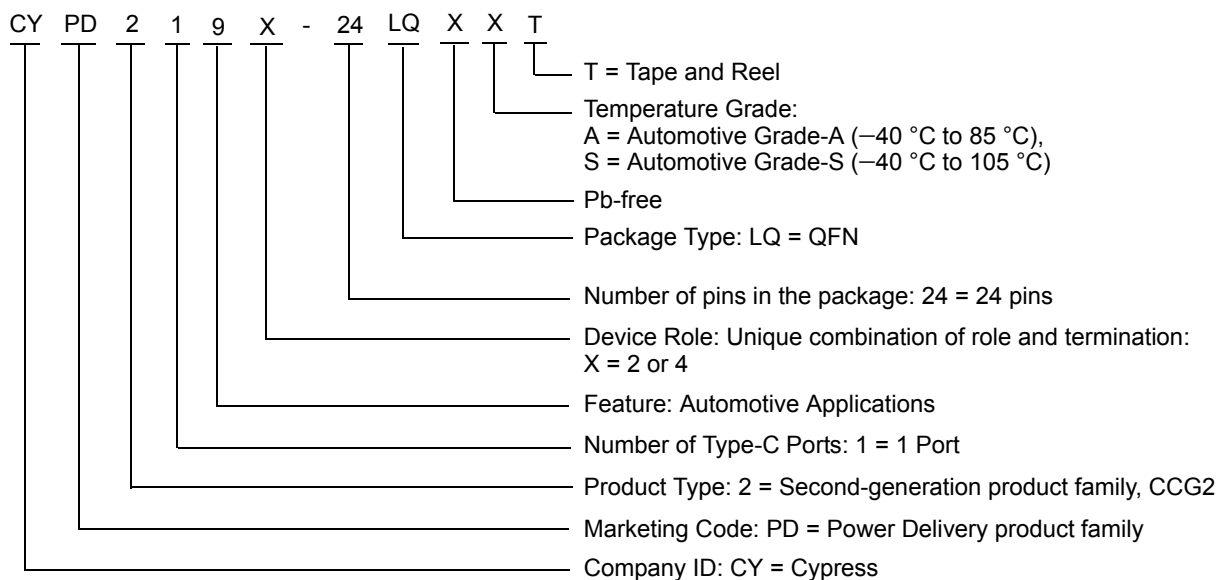 CY PD 2 1 9 X - 24 LQ X X T
T = Tape and Reel
Temperature Grade:
A = Automotive Grade-A (−40 °C to 85 °C),
S = Automotive Grade-S (−40 °C to 105 °C)
Pb-free
Package Type: LQ = QFN
Number of pins in the package: 24 = 24 pins
Device Role: Unique combination of role and termination:
X = 2 or 4
Feature: Automotive Applications
Number of Type-C Ports: 1 = 1 Port
Product Type: 2 = Second-generation product family, CCG2
Marketing Code: PD = Power Delivery product family
Company ID: CY = Cypress